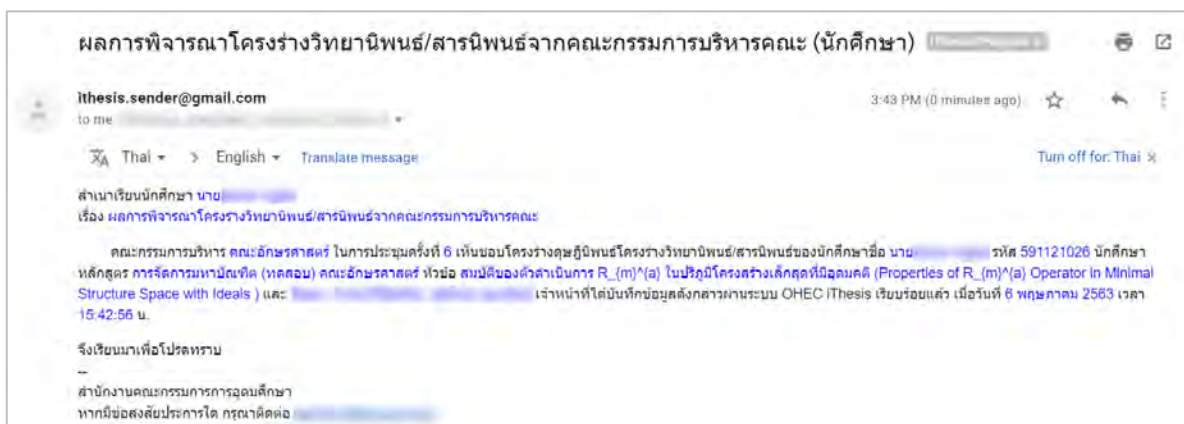 ผลการพิจารณาโครงร่างวิทยานิพนธ์/สารนิพนธ์จากคณะกรรมการบริหารคณะ (นักศึกษา)
ithesis.sender@gmail.com
3:43 PM (0 minutes ago)
to me
Thai > English Translate message
Turn off for: Thai ×
สำเนาเรียนนักศึกษา นาย
เรื่อง ผลการพิจารณาโครงร่างวิทยานิพนธ์/สารนิพนธ์จากคณะกรรมการบริหารคณะ
คณะกรรมการบริหาร คณะอักษรศาสตร์ ในการประชุมครั้งที่ 6 เห็นชอบโครงร่างดุษฎีนิพนธ์โครงร่างวิทยานิพนธ์/สารนิพนธ์ของนักศึกษาชื่อ นาย รหัส 591121026 นักศึกษา
หลักสูตร การจัดการมหาบัณฑิต (ทดสอบ) คณะอักษรศาสตร์ หัวข้อ สมบัติของตัวดำเนินการ R_{m}^{a} ในปริภูมิโครงสร้างเล็กสุดที่มีอุดมคติ (Properties of R_{m}^{a} Operator in Minimal
Structure Space with Ideals ) และ เจ้าหน้าที่ได้บันทึกข้อมูลดังกล่าวผ่านระบบ OHEC iThesis เรียบร้อยแล้ว เมื่อวันที่ 6 พฤษภาคม 2563 เวลา
15:42:56 น.
จึงเรียนมาเพื่อโปรดทราบ
--
สำนักงานคณะกรรมการการอุดมศึกษา
หากมีข้อสงสัยประการใด กรุณาติดต่อ